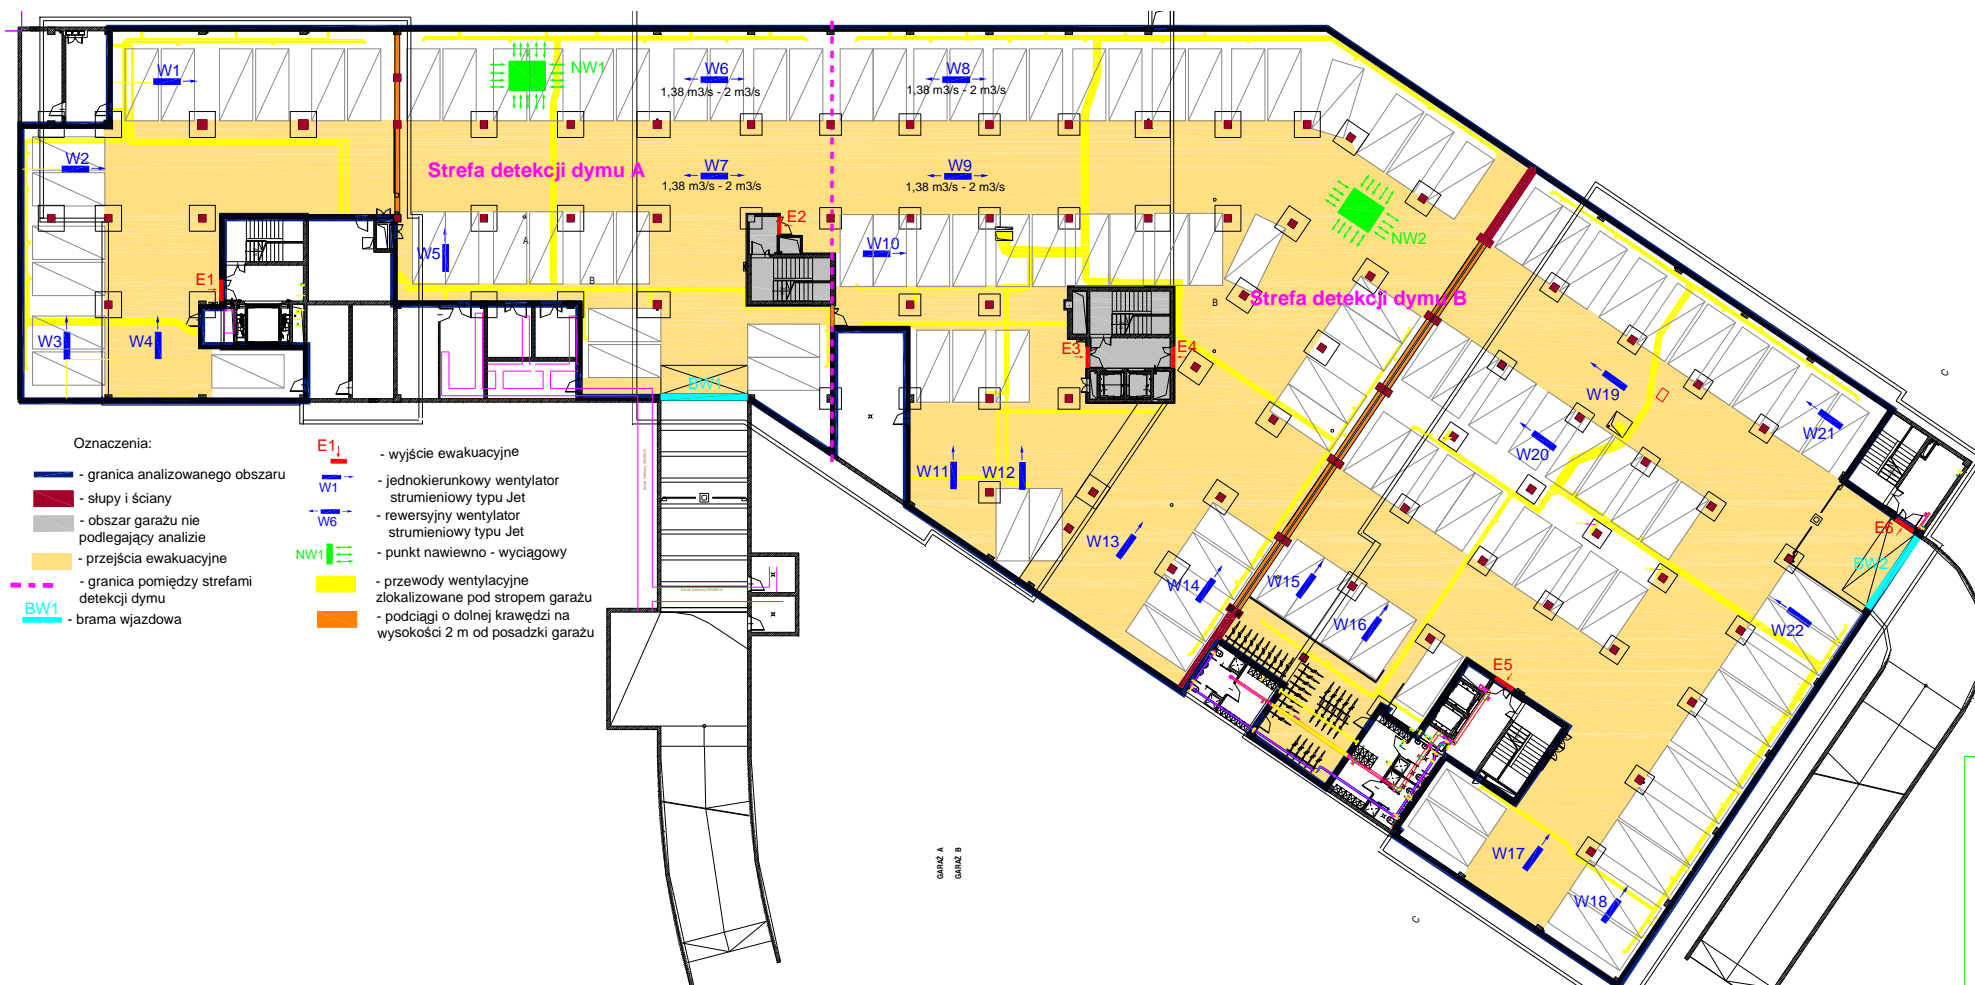 W1
NW1
W6
1,38 m3/s - 2 m3/s
W8
1,38 m3/s - 2 m3/s
W2
Strefa detekcji dymu A
W7
1,38 m3/s - 2 m3/s
W9
1,38 m3/s - 2 m3/s
C
E2
A
W5
W10
NW2
E1
B
B
Strefa detekcji dymu B
W3
W4
E3
E4
BW1
W19
W20
W21
W11
W12
W13
W14
W15
W16
E6
BW2
W22
E5
W17
W18
C
GARAŻ A
GARAŻ B
Oznaczenia:
- granica analizowanego obszaru
- słupy i ściany
- obszar garażu nie
podlegający analizie
- przejścia ewakuacyjne
- granica pomiędzy strefami
detekcji dymu
BW1
- brama wjazdowa
E1
- wyjście ewakuacyjne
W1
- jednokierunkowy wentylator
strumieniowy typu Jet
W6
- rewersyjny wentylator
strumieniowy typu Jet
NW1
- punkt nawiewno - wyciągowy
- przewody wentylacyjne
zlokalizowane pod stropem garażu
- podciągi o dolnej krawędzi na
wysokości 2 m od posadzki garażu